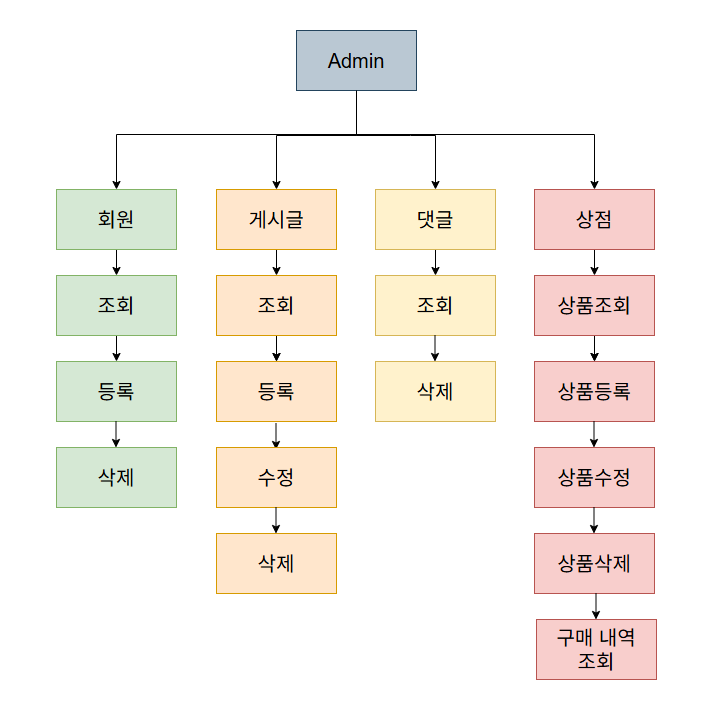 Admin
회원
게시글
댓글
상점
조회
조회
조회
상품조회
등록
등록
삭제
상품등록
삭제
수정
상품수정
삭제
상품삭제
구매 내역
조회